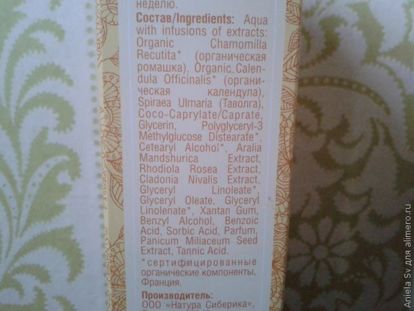 неделю.
Состав/Ingredients: Aqua
with infusions of extracts:
Organic Chamomilla
Recutita* (органическая
ромашка), Organic Calen-
dula Officinalis* (органи-
ческая календула),
Spiraea Ulmaria (Таволга),
Coco-Caprylate/Caprate,
Glycerin, Polyglyceryl-3
Methylglucose Distearate*,
Cetearyl Alcohol*, Aralia
Mandshurica Extract,
Rhodiola Rosea Extract,
Cladonia Nivalis Extract,
Glyceryl Linoleate*,
Glyceryl Oleate, Glyceryl
Linolenate*, Xantan Gum,
Benzyl Alcohol, Benzoic
Acid, Sorbic Acid, Parfum,
Panicum Miliaceum Seed
Extract, Tannic Acid.
*сертифицированные
органические компоненты,
Франция.
Производитель:
ООО «Натура Сиберика»,
Aniela Sv для alimero.ru